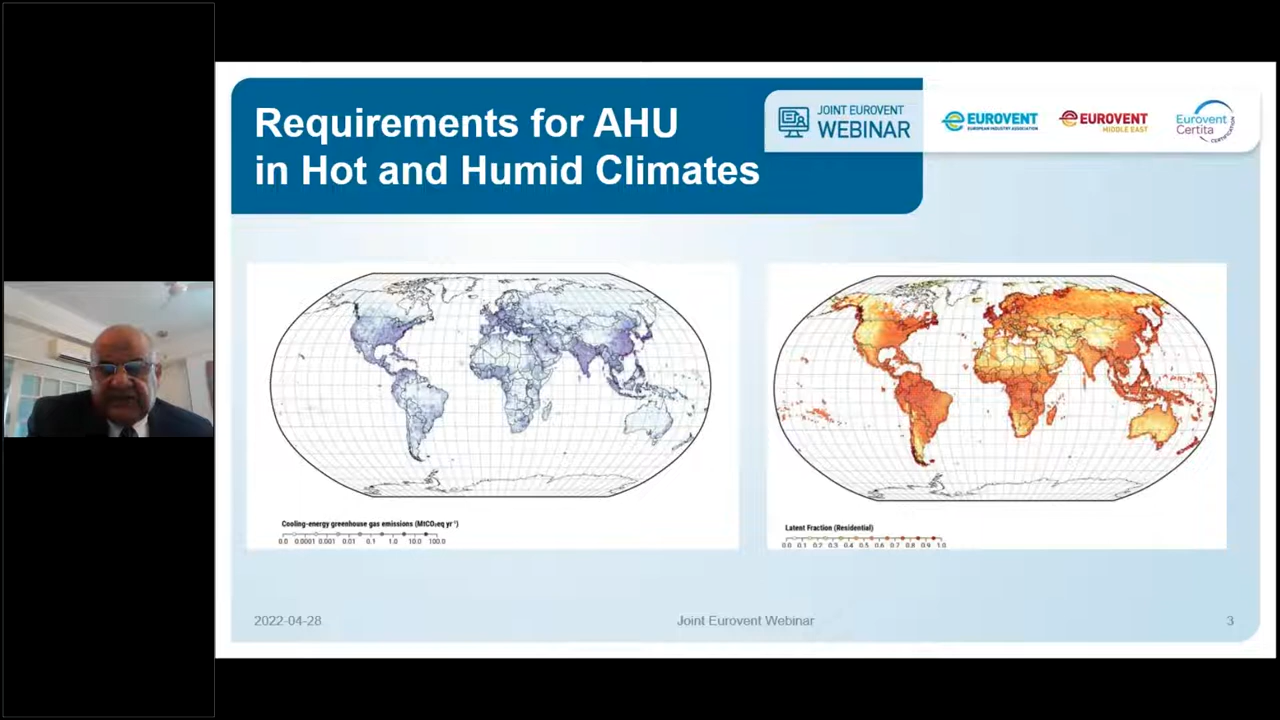 Requirements for AHU
in Hot and Humid Climates
JOINT EUROVENT
WEBINAR
EUROVENT
EUROPEAN INDUSTRY ASSOCIATION
EUROVENT
MIDDLE EAST
Eurovent
Certita
CERTIFICATION
Cooling-energy greenhouse gas emissions (MtCO₂eq yr⁻¹)
0.0 0.0001 0.001 0.01 0.1 1.0 10.0 100.0
Latent Fraction (Residential)
0.0 0.1 0.2 0.3 0.4 0.5 0.6 0.7 0.8 0.9 1.0
2022-04-28
Joint Eurovent Webinar
3